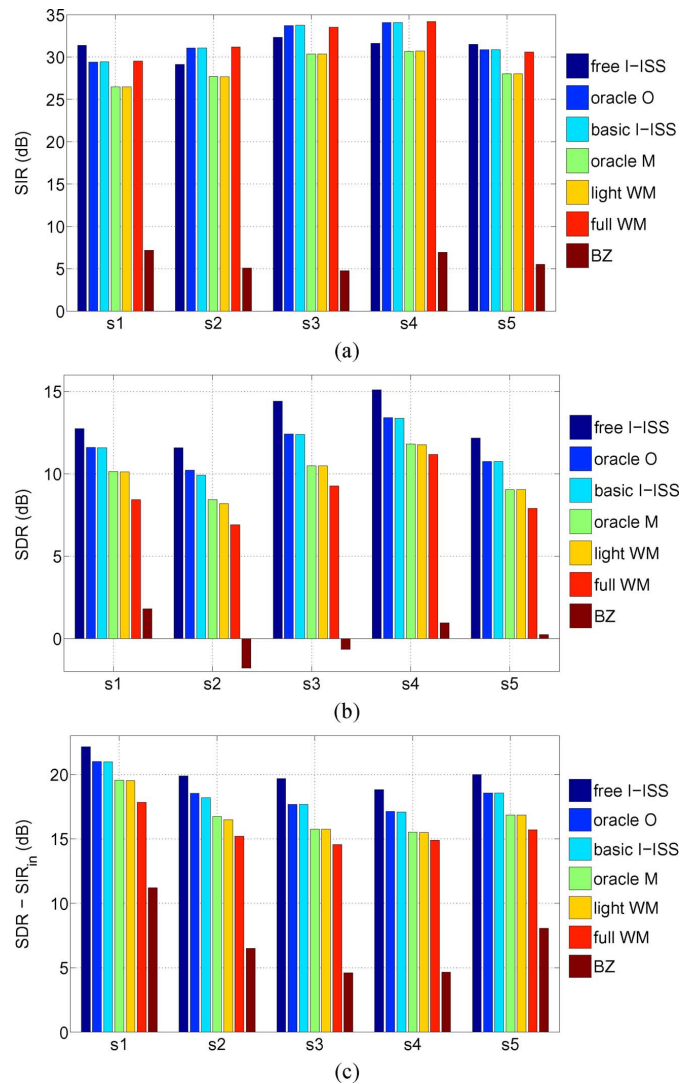 35
30
25
20
15
10
5
0
SIR (dB)
s1 s2 s3 s4 s5
free I-ISS
oracle O
basic I-ISS
oracle M
light WM
full WM
BZ
(a)
15
10
5
0
SDR (dB)
s1 s2 s3 s4 s5
free I-ISS
oracle O
basic I-ISS
oracle M
light WM
full WM
BZ
(b)
20
15
10
5
0
SDR − SIRin (dB)
s1 s2 s3 s4 s5
free I-ISS
oracle O
basic I-ISS
oracle M
light WM
full WM
BZ
(c)